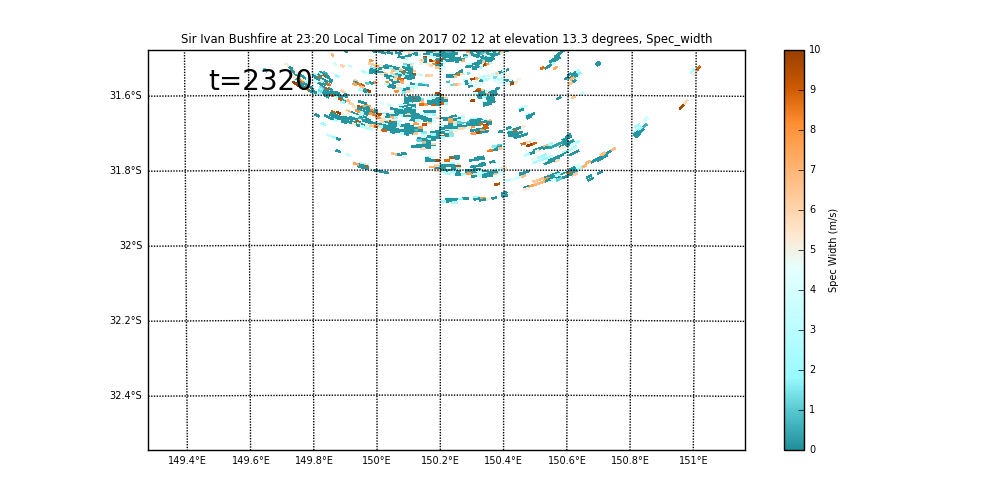 Sir Ivan Bushfire at 23:20 Local Time on 2017 02 12 at elevation 13.3 degrees, Spec_width
t=2320
31.6°S
31.8°S
32°S
32.2°S
32.4°S
149.4°E 149.6°E 149.8°E 150°E 150.2°E 150.4°E 150.6°E 150.8°E 151°E
10
9
8
7
6
5
4
3
2
1
0
Spec Width (m/s)